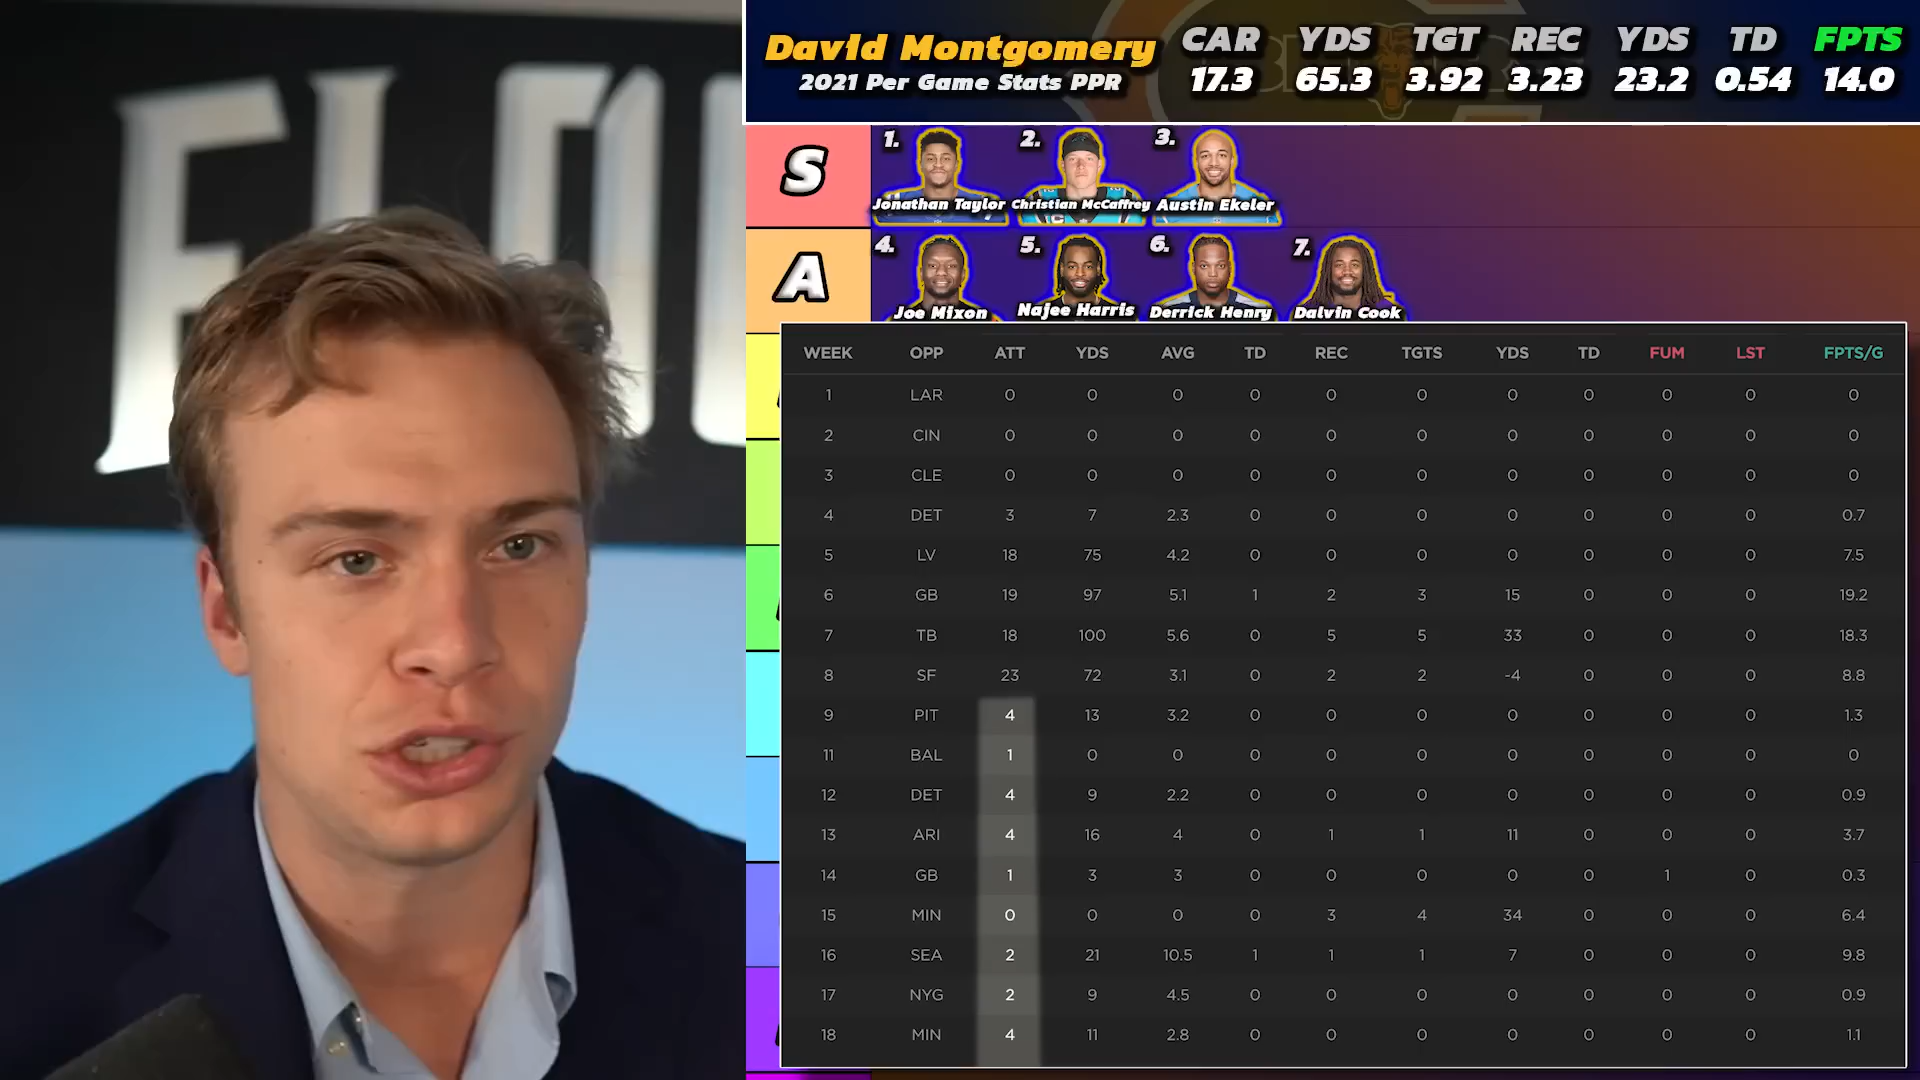 FLO
David Montgomery
2021 Per Game Stats PPR
CAR YDS TGT REC YDS TD FPTS
17.3 65.3 3.92 3.23 23.2 0.54 14.0
S
1. 2. 3.
Jonathan Taylor Christian McCaffrey Austin Ekeler
A
4. 5. 6. 7.
Joe Mixon Najee Harris Derrick Henry Dalvin Cook
WEEK OPP ATT YDS AVG TD REC TGTS YDS TD FUM LST FPTS/G
1 LAR 0 0 0 0 0 0 0 0 0 0 0
2 CIN 0 0 0 0 0 0 0 0 0 0 0
3 CLE 0 0 0 0 0 0 0 0 0 0 0
4 DET 3 7 2.3 0 0 0 0 0 0 0 0.7
5 LV 18 75 4.2 0 0 0 0 0 0 0 7.5
6 GB 19 97 5.1 1 2 3 15 0 0 0 19.2
7 TB 18 100 5.6 0 5 5 33 0 0 0 18.3
8 SF 23 72 3.1 0 2 2 -4 0 0 0 8.8
9 PIT 4 13 3.2 0 0 0 0 0 0 0 1.3
11 BAL 1 0 0 0 0 0 0 0 0 0 0
12 DET 4 9 2.2 0 0 0 0 0 0 0 0.9
13 ARI 4 16 4 0 1 1 11 0 0 0 3.7
14 GB 1 3 3 0 0 0 0 0 1 0 0.3
15 MIN 0 0 0 0 3 4 34 0 0 0 6.4
16 SEA 2 21 10.5 1 1 1 7 0 0 0 9.8
17 NYG 2 9 4.5 0 0 0 0 0 0 0 0.9
18 MIN 4 11 2.8 0 0 0 0 0 0 0 1.1